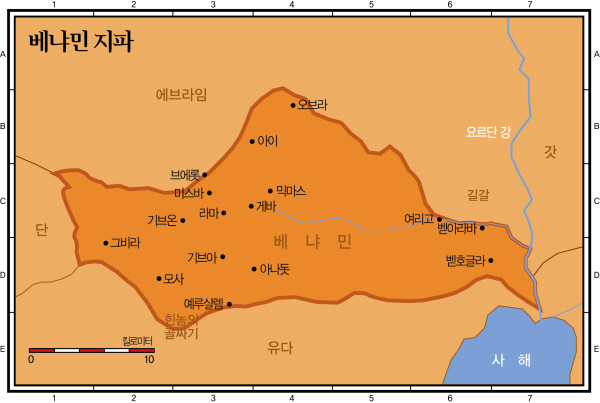 1 2 3 4 5 6 7
베냐민 지파
A A
에브라임
오브라
B B
요르단 강
아이
갓
브에롯
미스바
믹마스
길갈
C C
게바
라마
기브온
여리고
벧아라바
단
그비라
베 냐 민
기브아
벧호글라
아나돗
D D
모사
예루살렘
힌놈의
골짜기
킬로미터
0 10
유다
사 해
E E
1 2 3 4 5 6 7